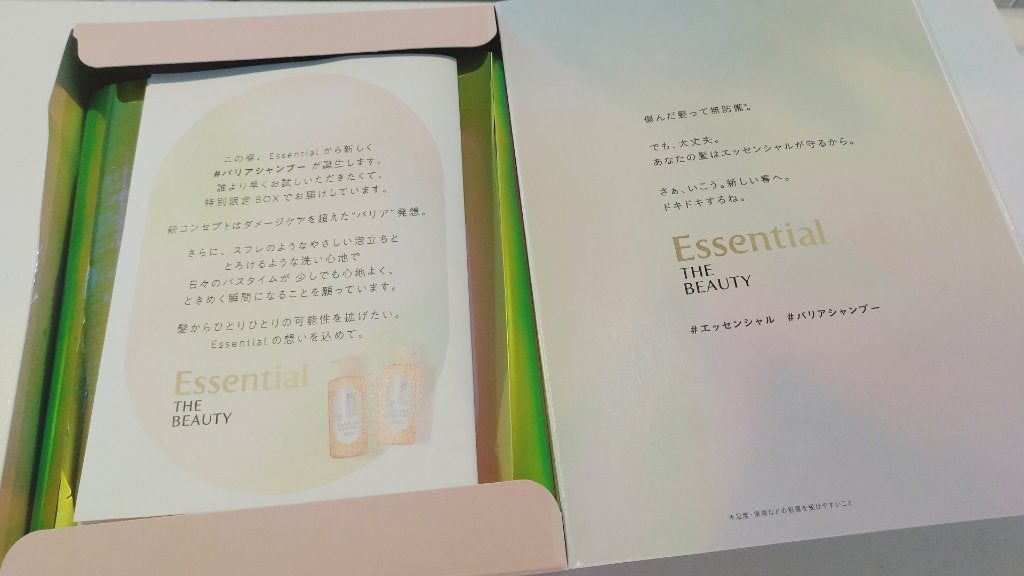 この春、Essentialから新しく
#バリアシャンプー が誕生します。
誰より早くお試しいただきたくて、
特別限定BOXでお届けしています。
新コンセプトはダメージケアを超えた"バリア"発想。
さらに、スフレのようなやさしい泡立ちと
とろけるような洗い心地で
日々のバスタイムが 少しでも心地よく、
ときめく瞬間になることを願っています。
髪からひとりひとりの可能性を拡げたい。
Essentialの想いを込めて。
Essential
THE
BEAUTY
傷んだ髪って無防備*。
でも、大丈夫。
あなたの髪はエッセンシャルが守るから。
さぁ、いこう。新しい春へ。
ドキドキするね。
Essential
THE
BEAUTY
#エッセンシャル #バリアシャンプー
などの影響を受けやすいこと